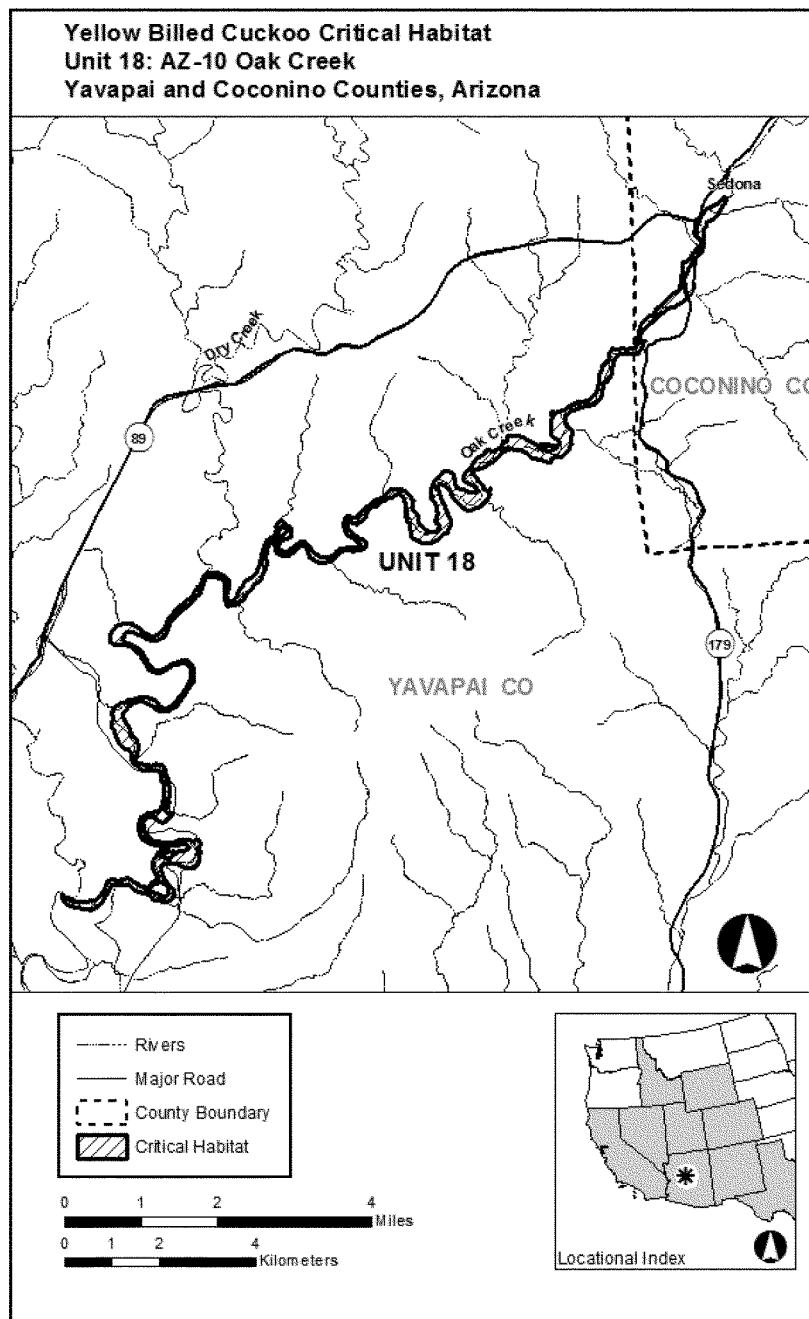 Yellow Billed Cuckoo Critical Habitat
Unit 18: AZ-10 Oak Creek
Yavapai and Coconino Counties, Arizona
Sedona
Dry Creek
COCONINO CO
89
Oak Creek
UNIT 18
179
YAVAPAI CO
Rivers
Major Road
County Boundary
Critical Habitat
0 1 2 4
Miles
0 1 2 4
Kilometers
Locational Index